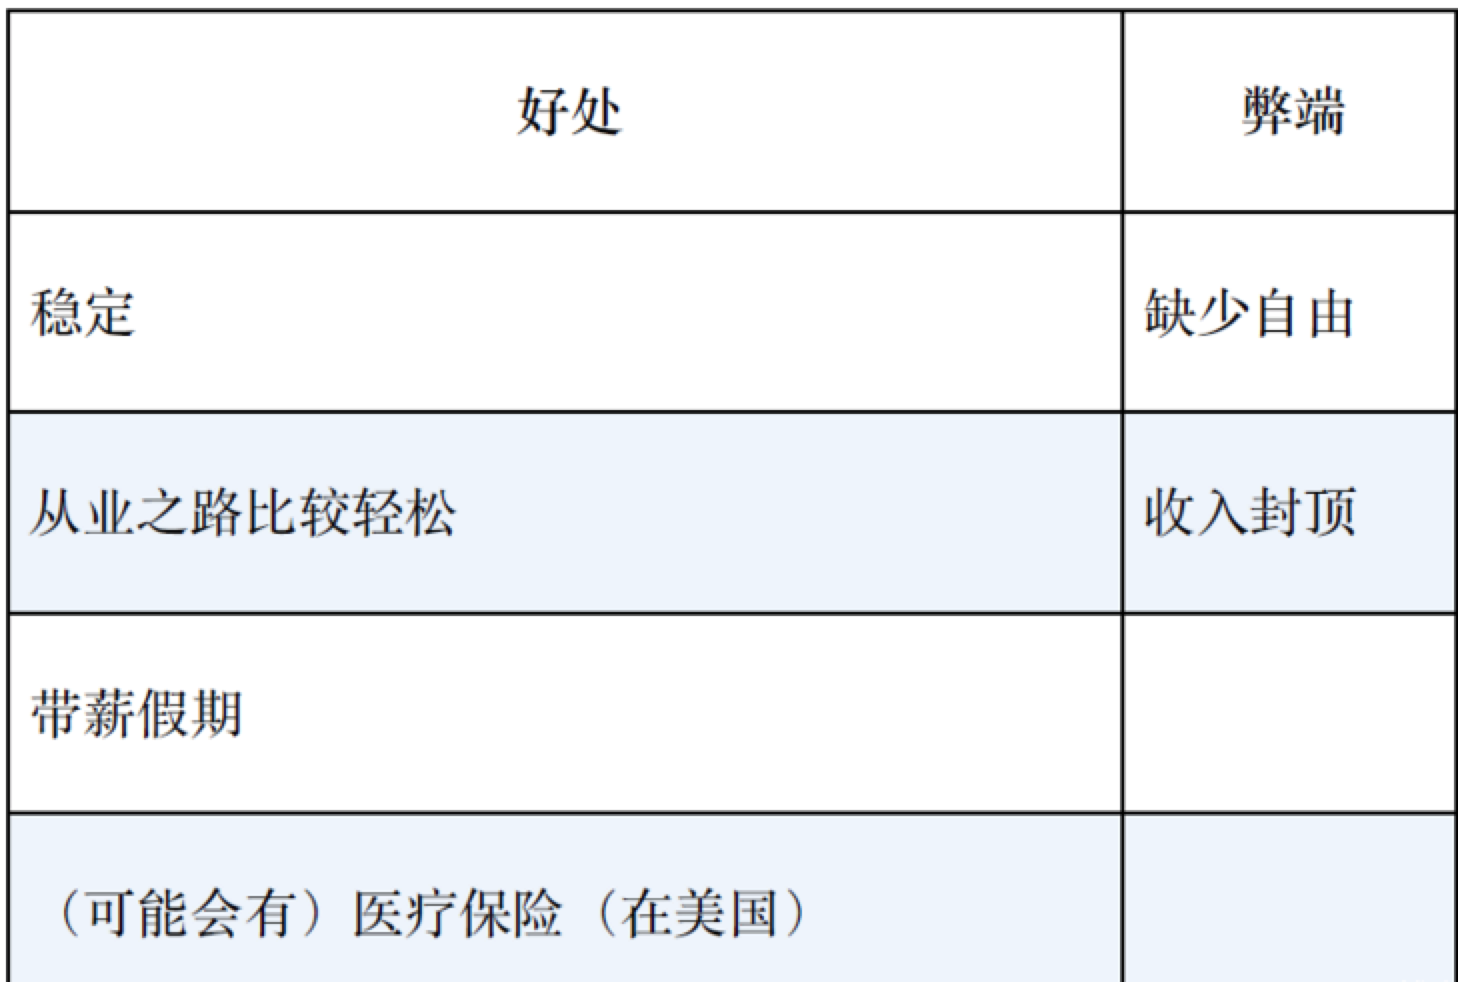 好处 弊端
稳定 缺少自由
从业之路比较轻松 收入封顶
带薪假期
（可能会有）医疗保险（在美国）